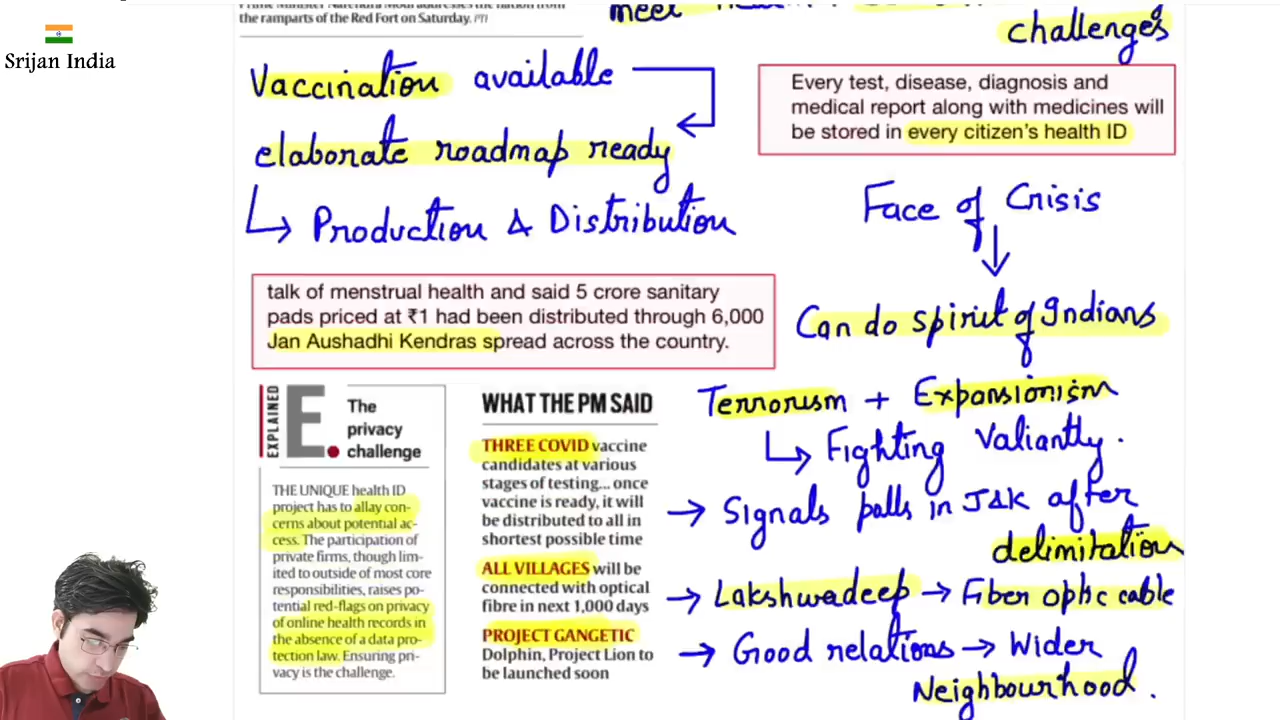 the ramparts of the Red Fort on Saturday. PTI
meet
challenges
Srijan India
Vaccination available
elaborate roadmap ready
Production & Distribution
Every test, disease, diagnosis and
medical report along with medicines will
be stored in every citizen's health ID
Face of Crisis
Can do spirit of Indians
talk of menstrual health and said 5 crore sanitary
pads priced at ₹1 had been distributed through 6,000
Jan Aushadhi Kendras spread across the country.
EXPLAINED
E. The
privacy
challenge
THE UNIQUE health ID
project has to allay con-
cerns about potential ac-
cess. The participation of
private firms, though lim-
ited to outside of most core
responsibilities, raises po-
tential red-flags on privacy
of online health records in
the absence of a data pro-
tection law. Ensuring pri-
vacy is the challenge.
WHAT THE PM SAID
THREE COVID vaccine
candidates at various
stages of testing... once
vaccine is ready, it will
be distributed to all in
shortest possible time
ALL VILLAGES will be
connected with optical
fibre in next 1,000 days
PROJECT GANGETIC
Dolphin, Project Lion to
be launched soon
Terrorism + Expansionism
Fighting Valiantly.
→ Signals polls in J&K after
delimitation
→ Lakshwadeep → Fiber optic cable
→ Good relations → Wider
Neighbourhood.